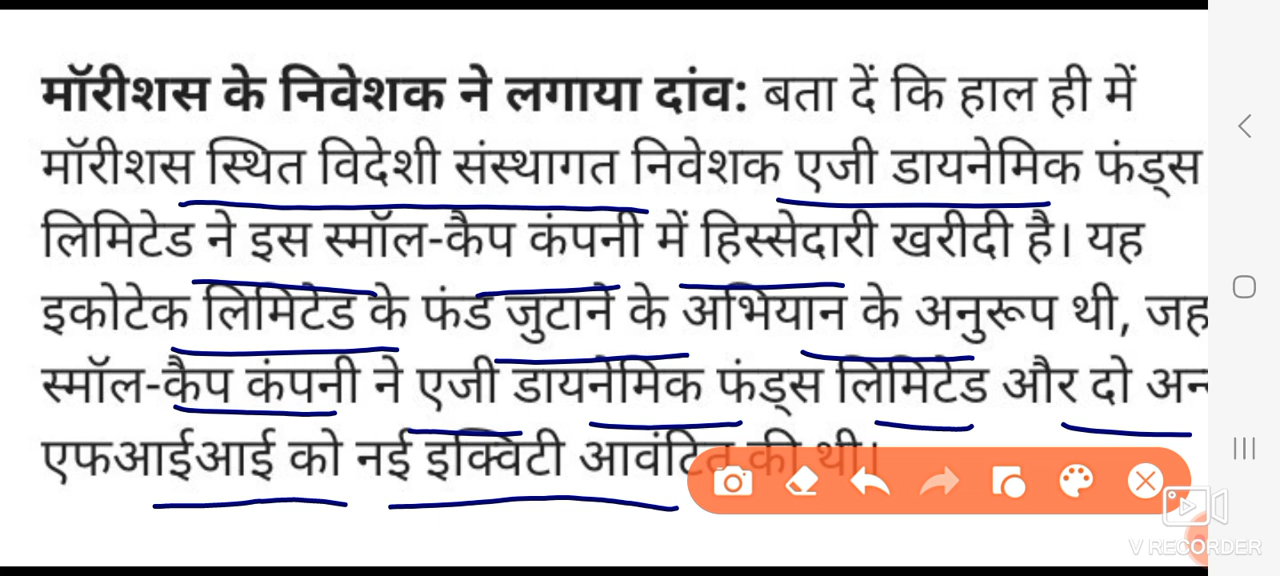 मॉरीशस के निवेशक ने लगाया दांव: बता दें कि हाल ही में
मॉरीशस स्थित विदेशी संस्थागत निवेशक एजी डायनेमिक फंड्स
लिमिटेड ने इस स्मॉल-कैप कंपनी में हिस्सेदारी खरीदी है। यह
इकोटेक लिमिटेड के फंड जुटाने के अभियान के अनुरूप थी,
स्मॉल-कैप कंपनी ने एजी डायनेमिक फंड्स लिमिटेड और दो
एफआईआई को नई इक्विटी आवंटित की थी।
V RECORDER